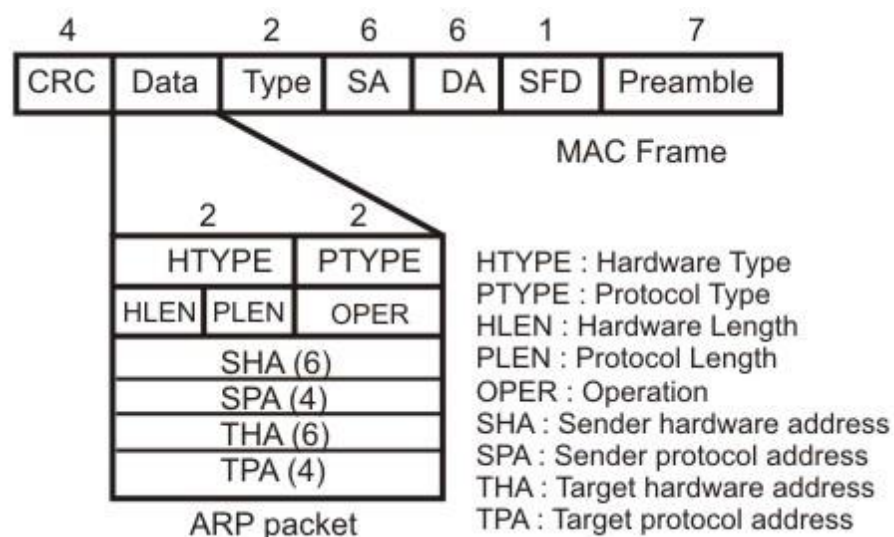 4 2 6 6 1 7
CRC Data Type SA DA SFD Preamble
MAC Frame
2 2
HTYPE PTYPE
HLEN PLEN OPER
SHA (6)
SPA (4)
THA (6)
TPA (4)
ARP packet
HTYPE : Hardware Type
PTYPE : Protocol Type
HLEN : Hardware Length
PLEN : Protocol Length
OPER : Operation
SHA : Sender hardware address
SPA : Sender protocol address
THA : Target hardware address
TPA : Target protocol address